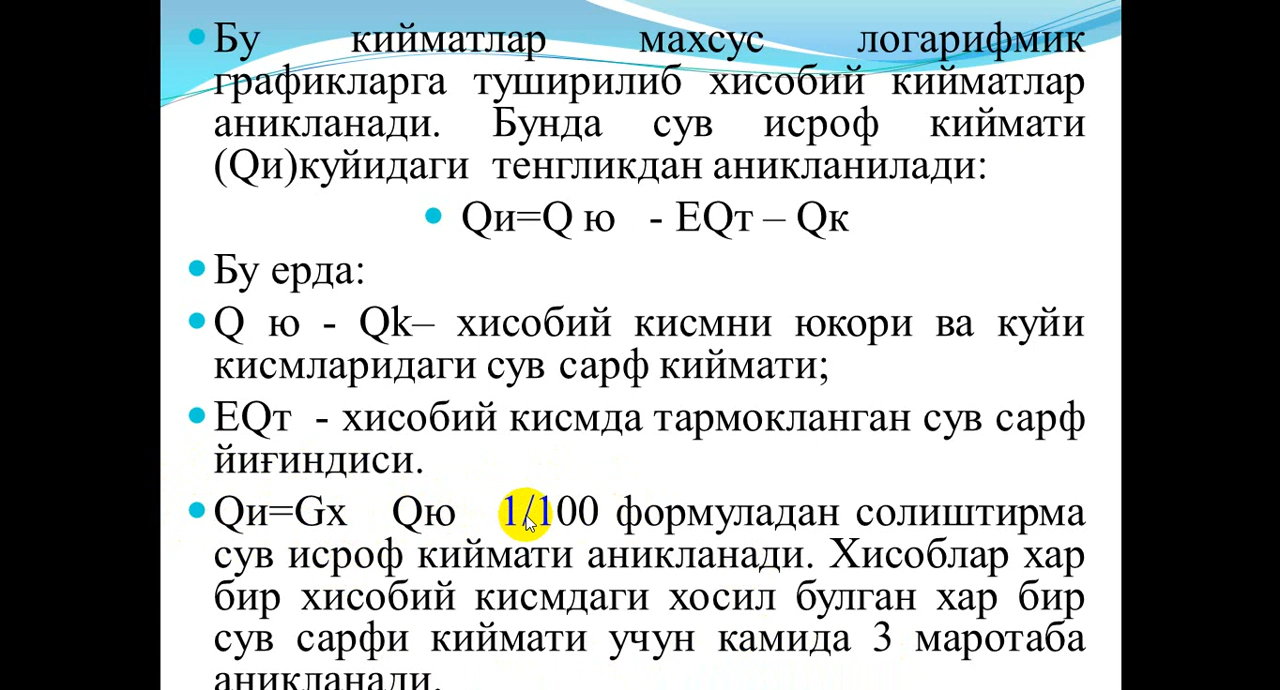 Бу кийматлар махсус логарифмик
графикларга туширилиб хисобий кийматлар
аникланади. Бунда сув исроф киймати
(Qи)куйидаги тенгликдан аникланилади:
Qи=Q ю - EQт – Qк
Бу ерда:
Q ю - Qk– хисобий кисмни юкори ва куйи
кисмларидаги сув сарф киймати;
EQт - хисобий кисмда тармокланган сув сарф
йиғиндиси.
Qи=Gх Qю 1/100 формуладан солиштирма
сув исроф киймати аникланади. Хисоблар хар
бир хисобий кисмдаги хосил булган хар бир
сув сарфи киймати учун камида 3 маротаба
аникланади.